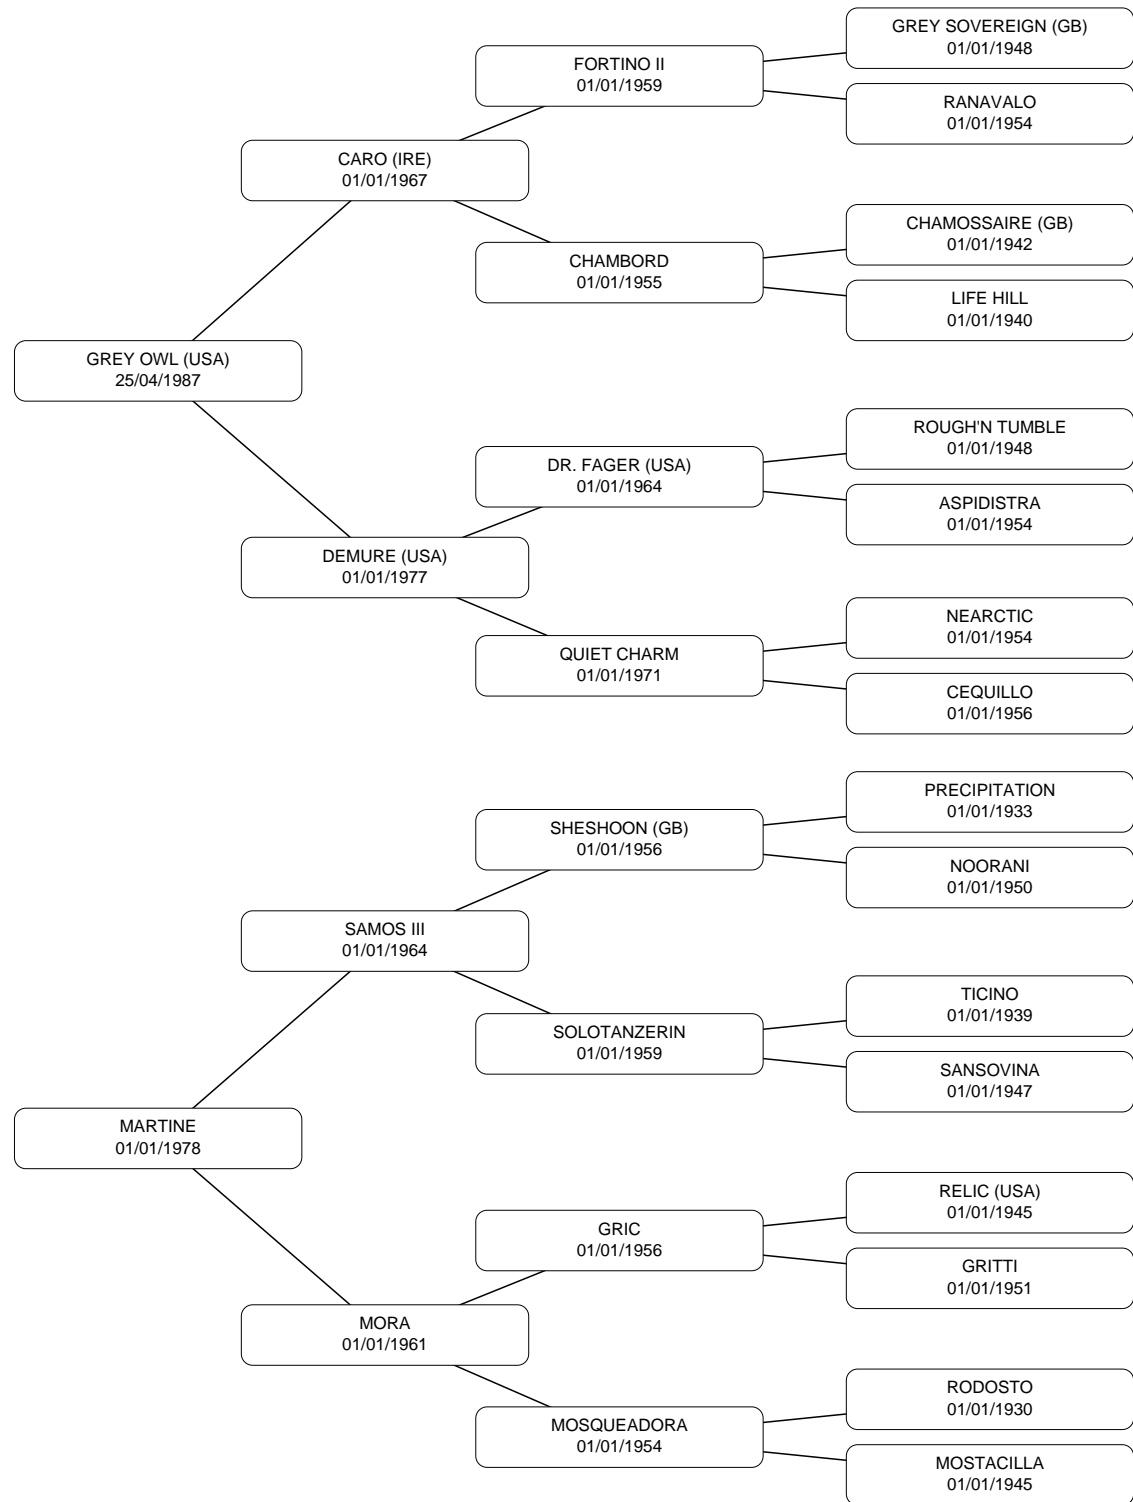 GREY SOVEREIGN (GB)
01/01/1948
FORTINO II
01/01/1959
RANAVALO
01/01/1954
CARO (IRE)
01/01/1967
CHAMOSSAIRE (GB)
01/01/1942
CHAMBORD
01/01/1955
LIFE HILL
01/01/1940
GREY OWL (USA)
25/04/1987
ROUGH'N TUMBLE
01/01/1948
DR. FAGER (USA)
01/01/1964
ASPIDISTRA
01/01/1954
DEMURE (USA)
01/01/1977
NEARCTIC
01/01/1954
QUIET CHARM
01/01/1971
CEQUILLO
01/01/1956
PRECIPITATION
01/01/1933
SHESHOON (GB)
01/01/1956
NOORANI
01/01/1950
SAMOS III
01/01/1964
TICINO
01/01/1939
SOLOTANZERIN
01/01/1959
SANSOVINA
01/01/1947
MARTINE
01/01/1978
RELIC (USA)
01/01/1945
GRIC
01/01/1956
GRITTI
01/01/1951
MORA
01/01/1961
RODOSTO
01/01/1930
MOSQUEADORA
01/01/1954
MOSTACILLA
01/01/1945